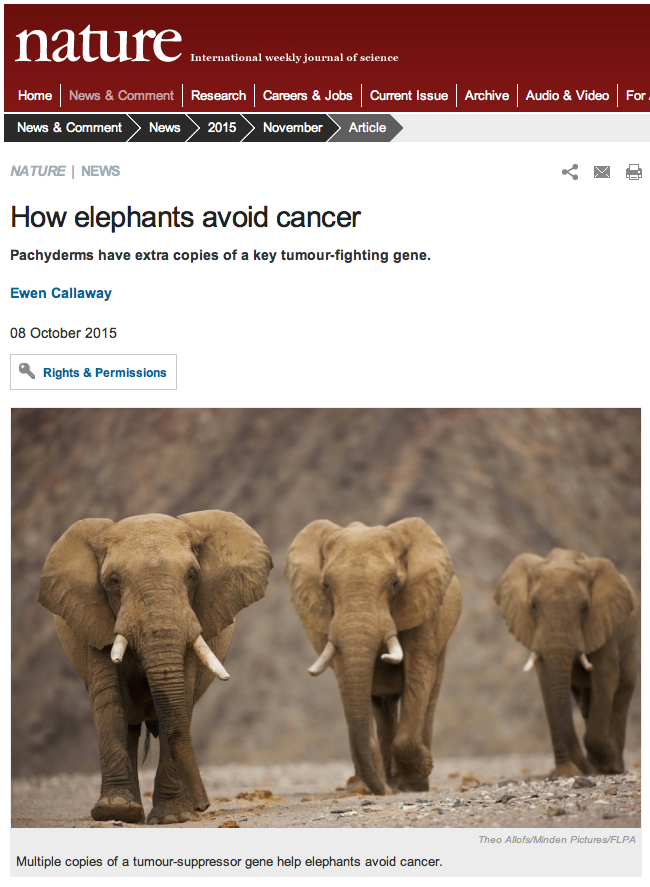 nature International weekly journal of science
Home News & Comment Research Careers & Jobs Current Issue Archive Audio & Video For
News & Comment News 2015 November Article
NATURE | NEWS
How elephants avoid cancer
Pachyderms have extra copies of a key tumour-fighting gene.
Ewen Callaway
08 October 2015
Rights & Permissions
Theo Allofs/Minden Pictures/FLPA
Multiple copies of a tumour-suppressor gene help elephants avoid cancer.